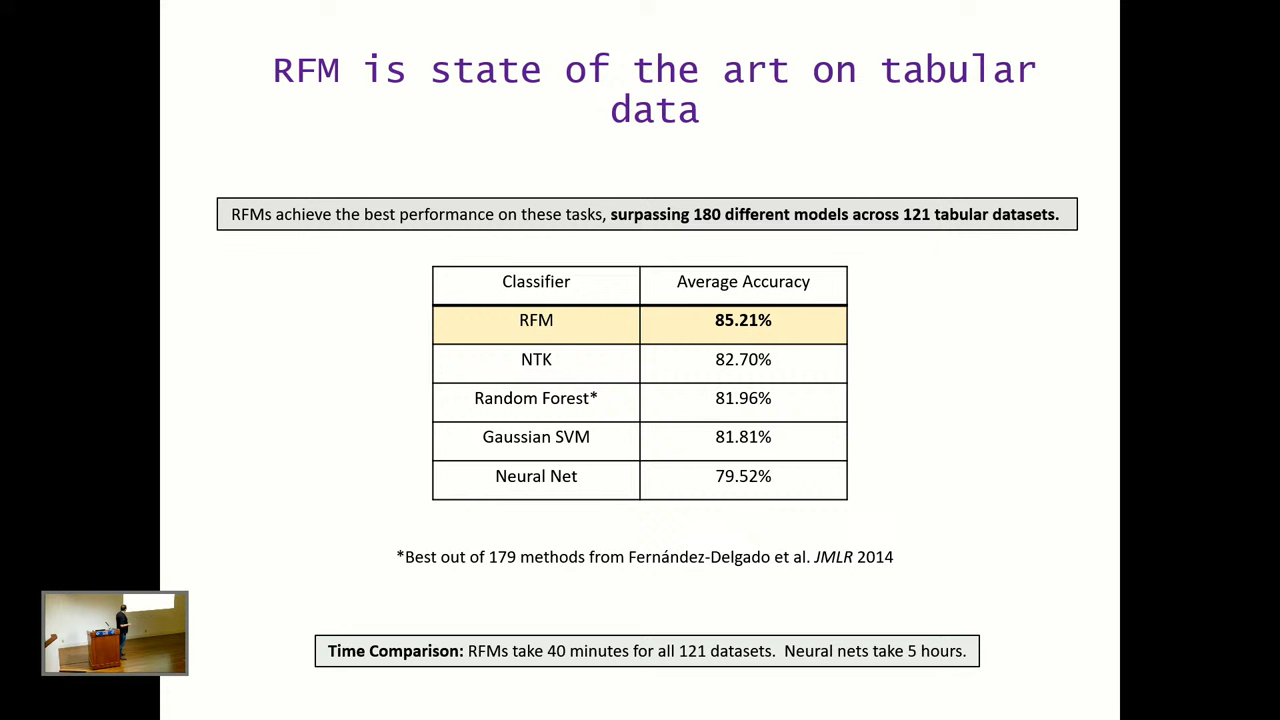 RFM is state of the art on tabular
data
RFMs achieve the best performance on these tasks, surpassing 180 different models across 121 tabular datasets.
Classifier Average Accuracy
RFM 85.21%
NTK 82.70%
Random Forest* 81.96%
Gaussian SVM 81.81%
Neural Net 79.52%
*Best out of 179 methods from Fernández-Delgado et al. JMLR 2014
Time Comparison: RFMs take 40 minutes for all 121 datasets. Neural nets take 5 hours.